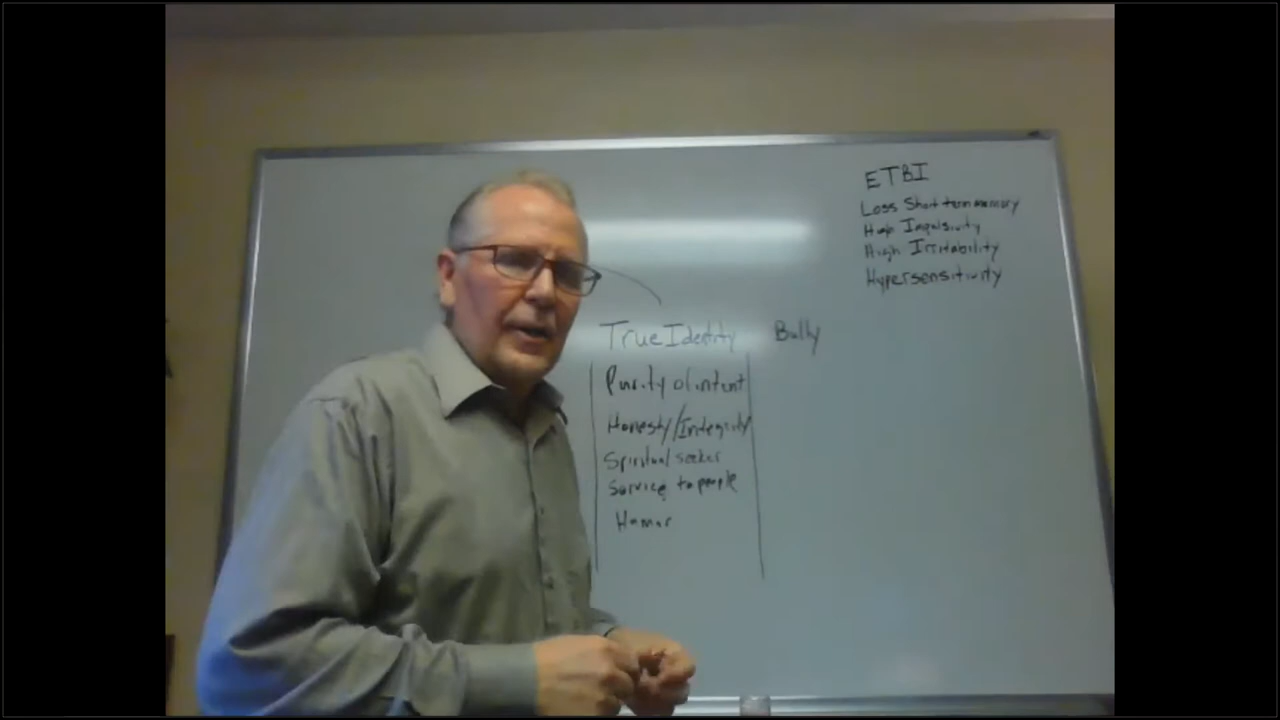 ETBI
Loss Short term memory
High Impulsivity
High Irritability
Hypersensitivity
True Identity Bully
Purity of intent
Honesty/Integrity
Spiritual seeker
Service to people
Humor